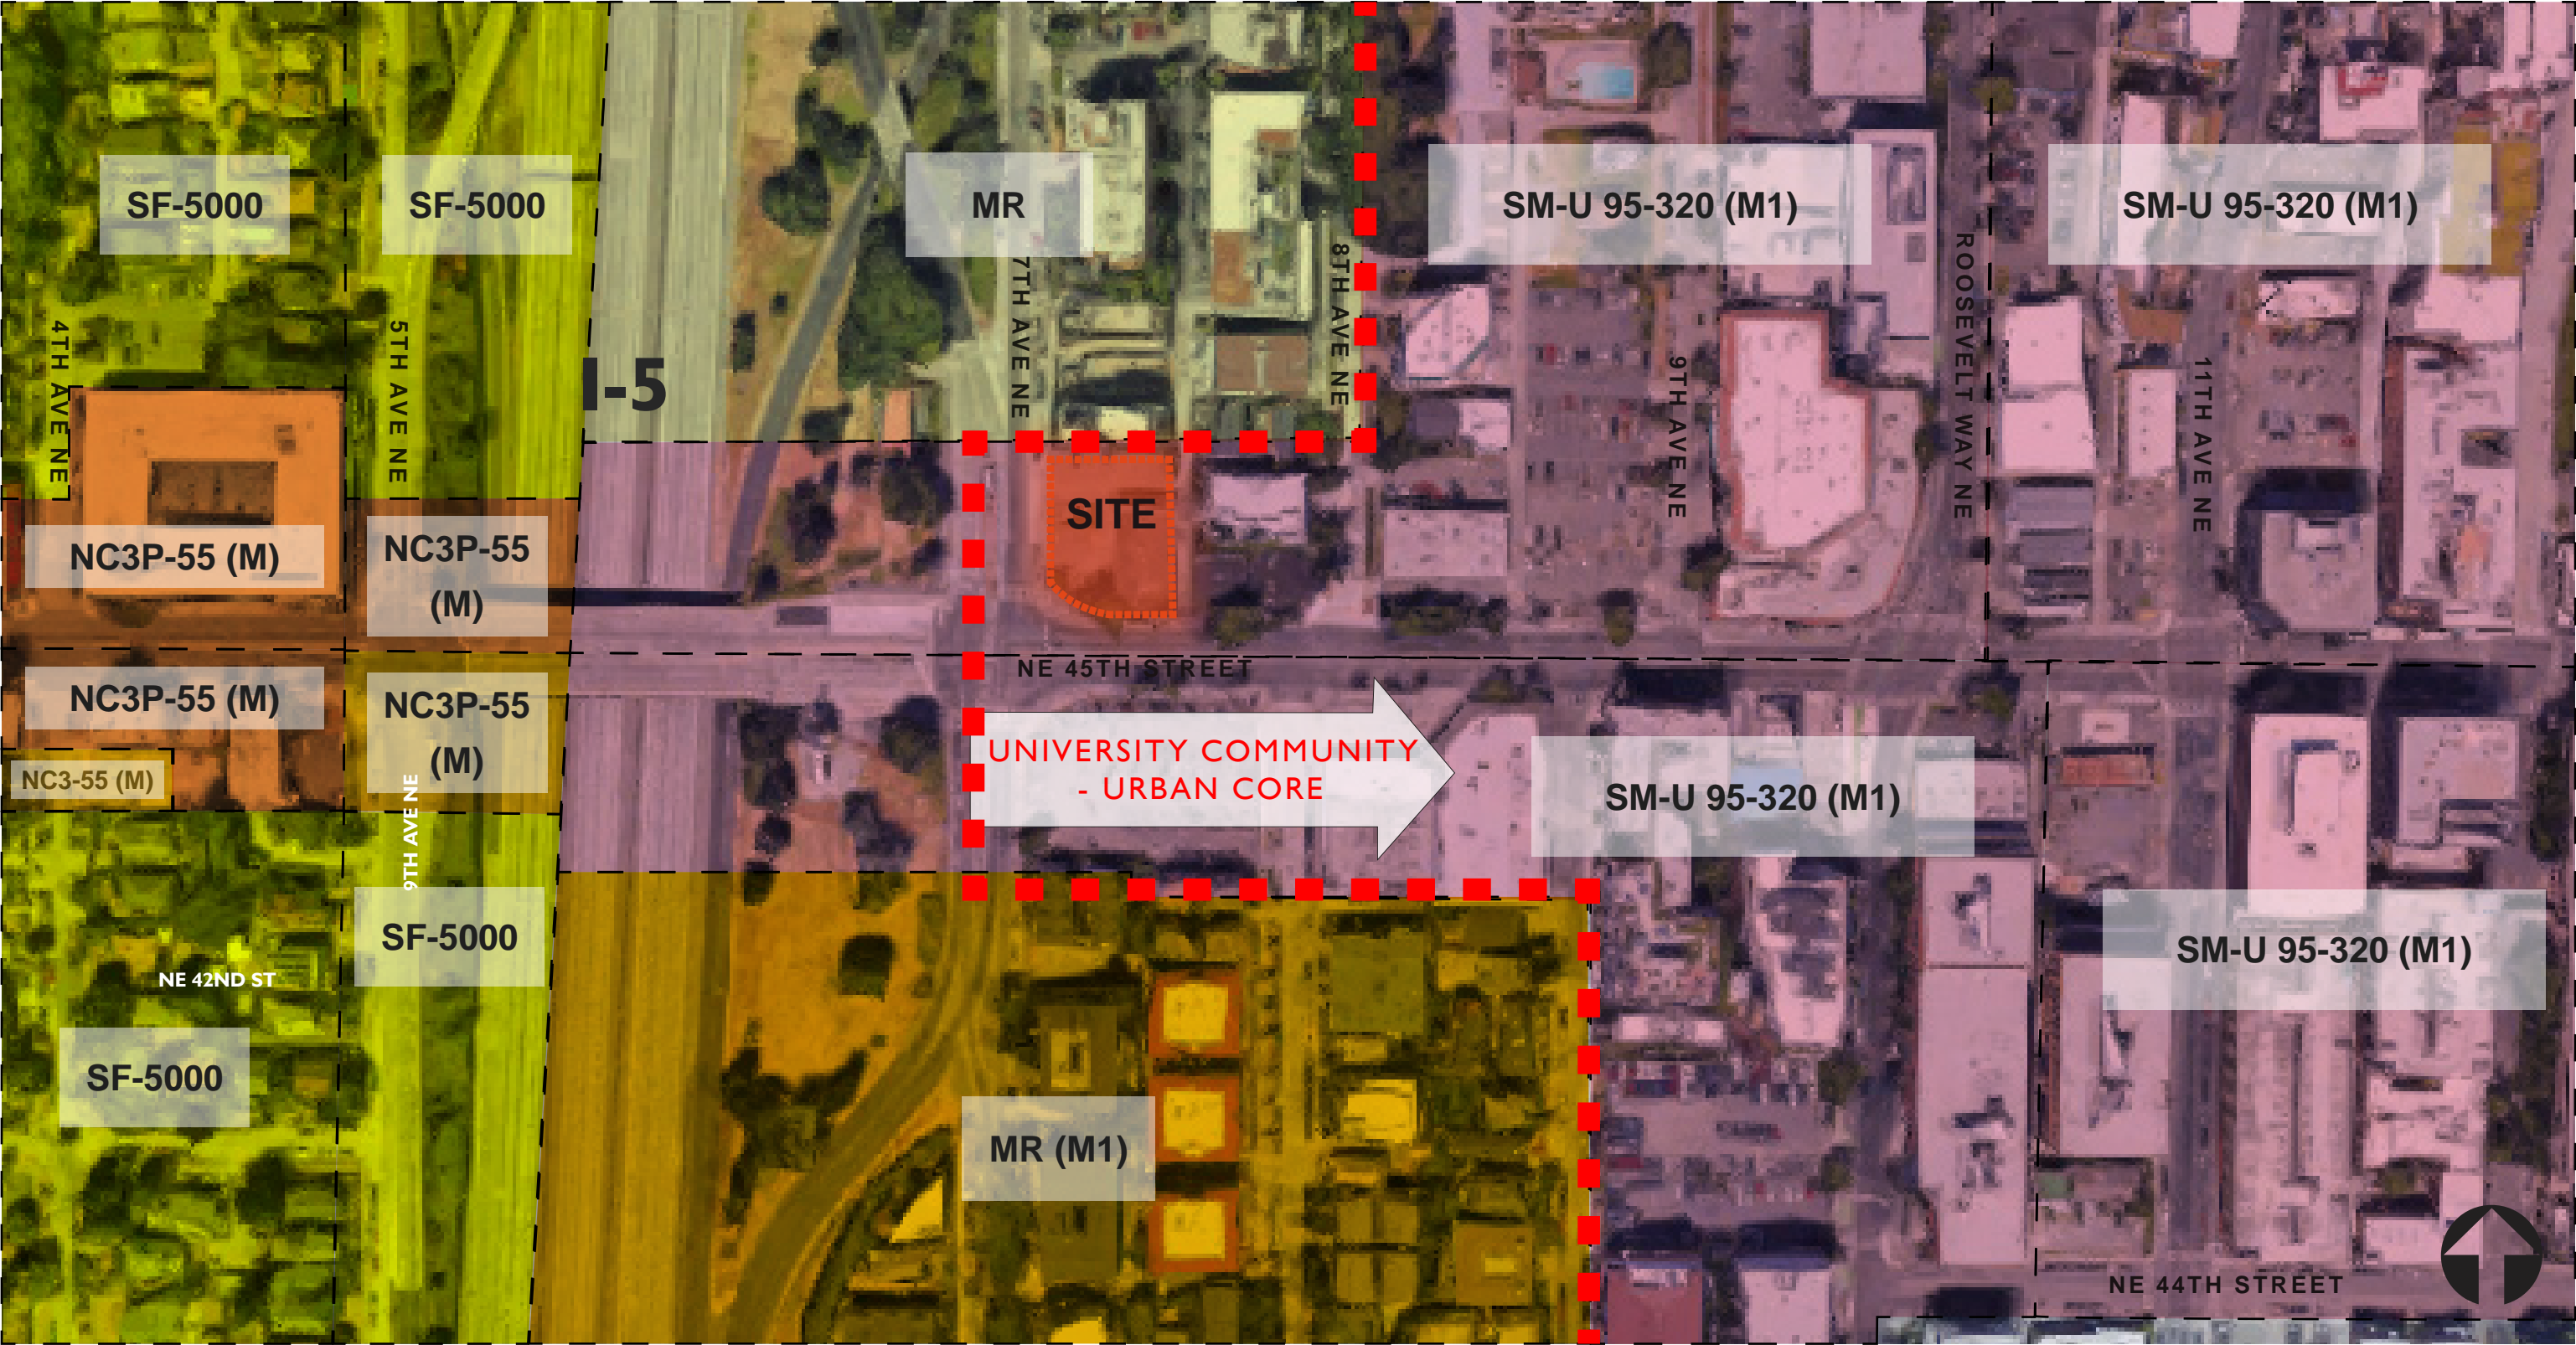 SF-5000
SF-5000
MR
SM-U 95-320 (M1)
SM-U 95-320 (M1)
4TH AVE NE
5TH AVE NE
I-5
7TH AVE NE
8TH AVE NE
9TH AVE NE
ROOSEVELT WAY NE
11TH AVE NE
SITE
NC3P-55 (M)
NC3P-55
(M)
NE 45TH STREET
NC3P-55 (M)
NC3P-55
(M)
NC3-55 (M)
9TH AVE NE
UNIVERSITY COMMUNITY
- URBAN CORE
SM-U 95-320 (M1)
SF-5000
SM-U 95-320 (M1)
NE 42ND ST
SF-5000
MR (M1)
NE 44TH STREET